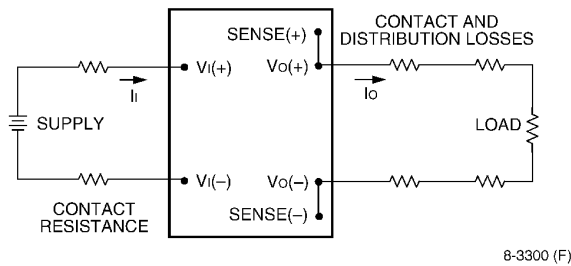 CONTACT AND
DISTRIBUTION LOSSES
SENSE(+)
VI(+)
VO(+)
II
IO
SUPPLY
LOAD
VI(–)
VO(–)
CONTACT
RESISTANCE
SENSE(–)
8-3300 (F)